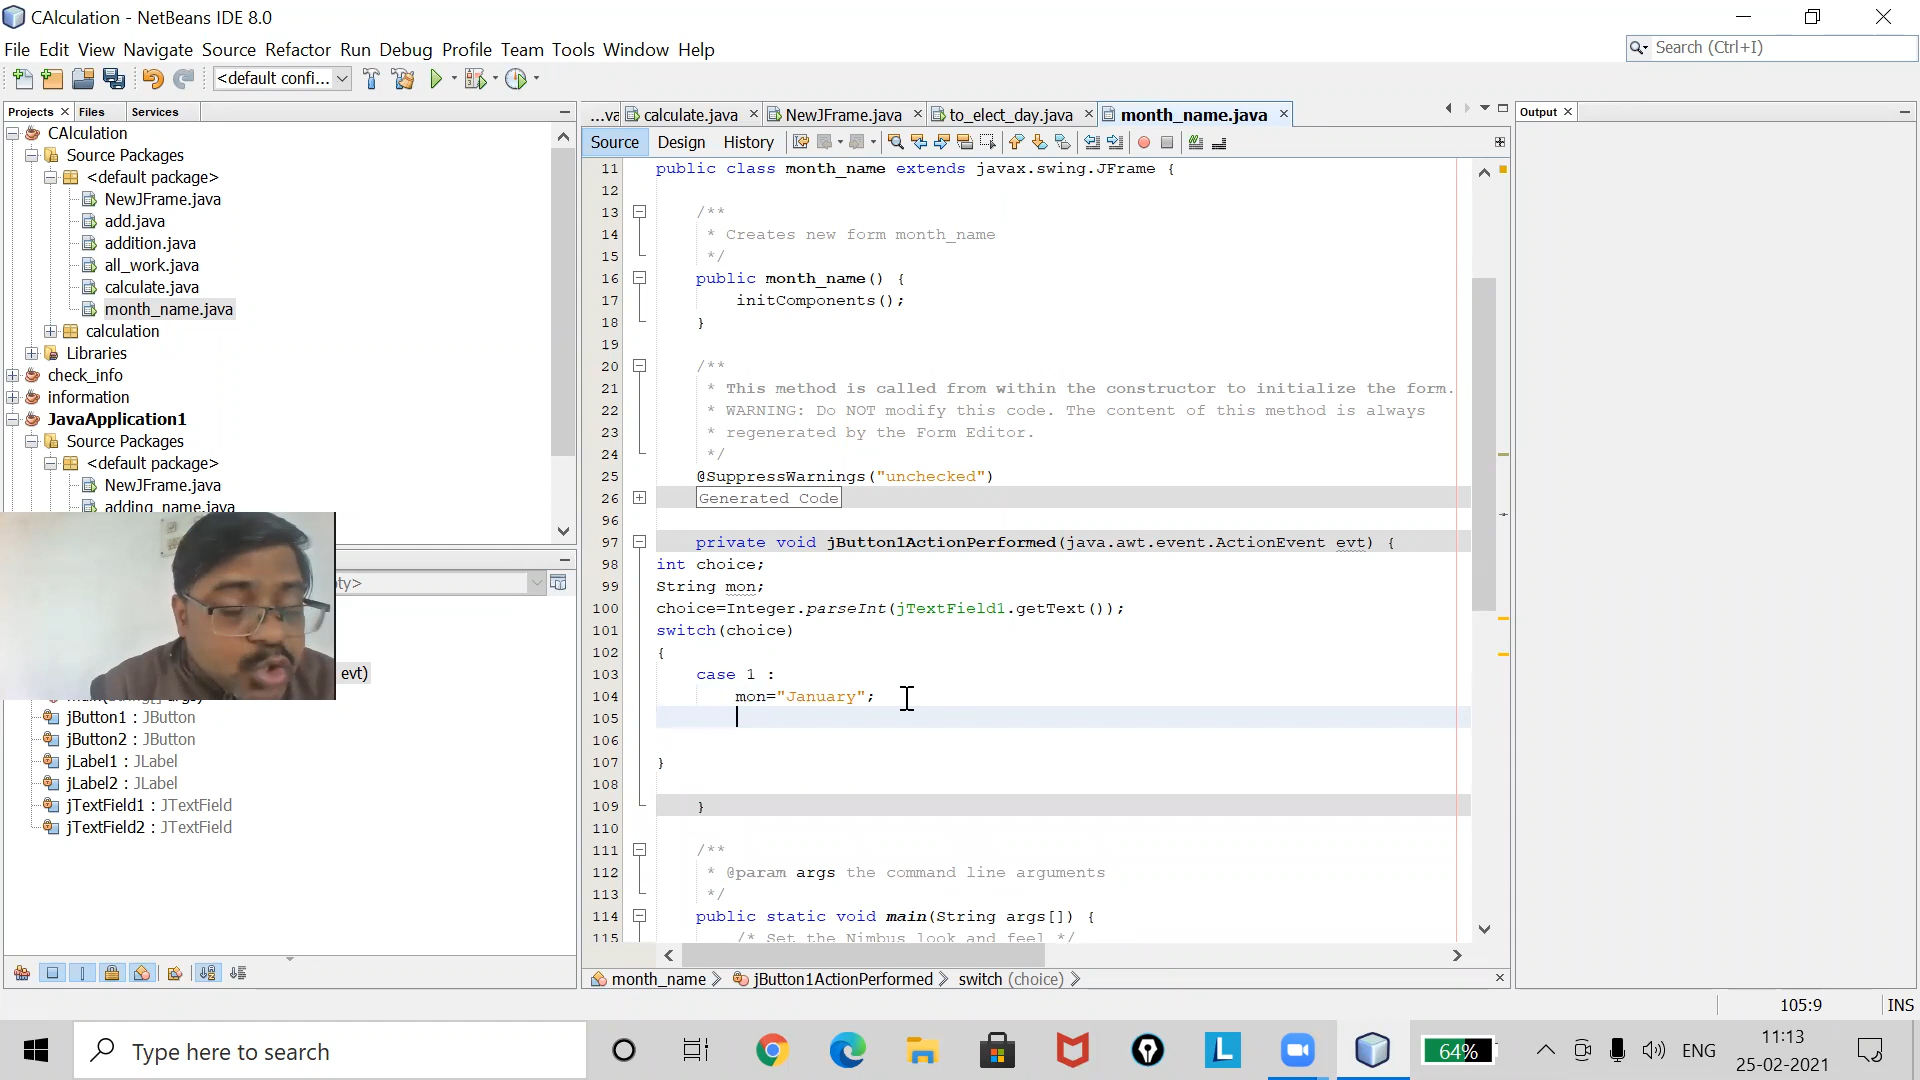 CAlculation - NetBeans IDE 8.0
File Edit View Navigate Source Refactor Run Debug Profile Team Tools Window Help
Search (Ctrl+I)
<default confi...
Projects Files Services
CAlculation
Source Packages
<default package>
NewJFrame.java
add.java
addition.java
all_work.java
calculate.java
month_name.java
calculation
Libraries
check_info
information
JavaApplication1
Source Packages
<default package>
NewJFrame.java
adding_name.java
ty>
evt)
jButton1 : JButton
jButton2 : JButton
jLabel1 : JLabel
jLabel2 : JLabel
jTextField1 : JTextField
jTextField2 : JTextField
...va calculate.java NewJFrame.java to_elect_day.java month_name.java
Source Design History
11 public class month_name extends javax.swing.JFrame {
12
13 /**
14 * Creates new form month_name
15 */
16 public month_name() {
17 initComponents();
18 }
19
20 /**
21 * This method is called from within the constructor to initialize the form.
22 * WARNING: Do NOT modify this code. The content of this method is always
23 * regenerated by the Form Editor.
24 */
25 @SuppressWarnings("unchecked")
26 Generated Code
96
97 private void jButton1ActionPerformed(java.awt.event.ActionEvent evt) {
98 int choice;
99 String mon;
100 choice=Integer.parseInt(jTextField1.getText());
101 switch(choice)
102 {
103 case 1 :
104 mon="January";
105
106
107 }
108
109 }
110
111 /**
112 * @param args the command line arguments
113 */
114 public static void main(String args[]) {
115 /* Set the Nimbus look and feel */
month_name jButton1ActionPerformed switch (choice)
Output
105:9 INS
Type here to search
L
64%
ENG
11:13
25-02-2021